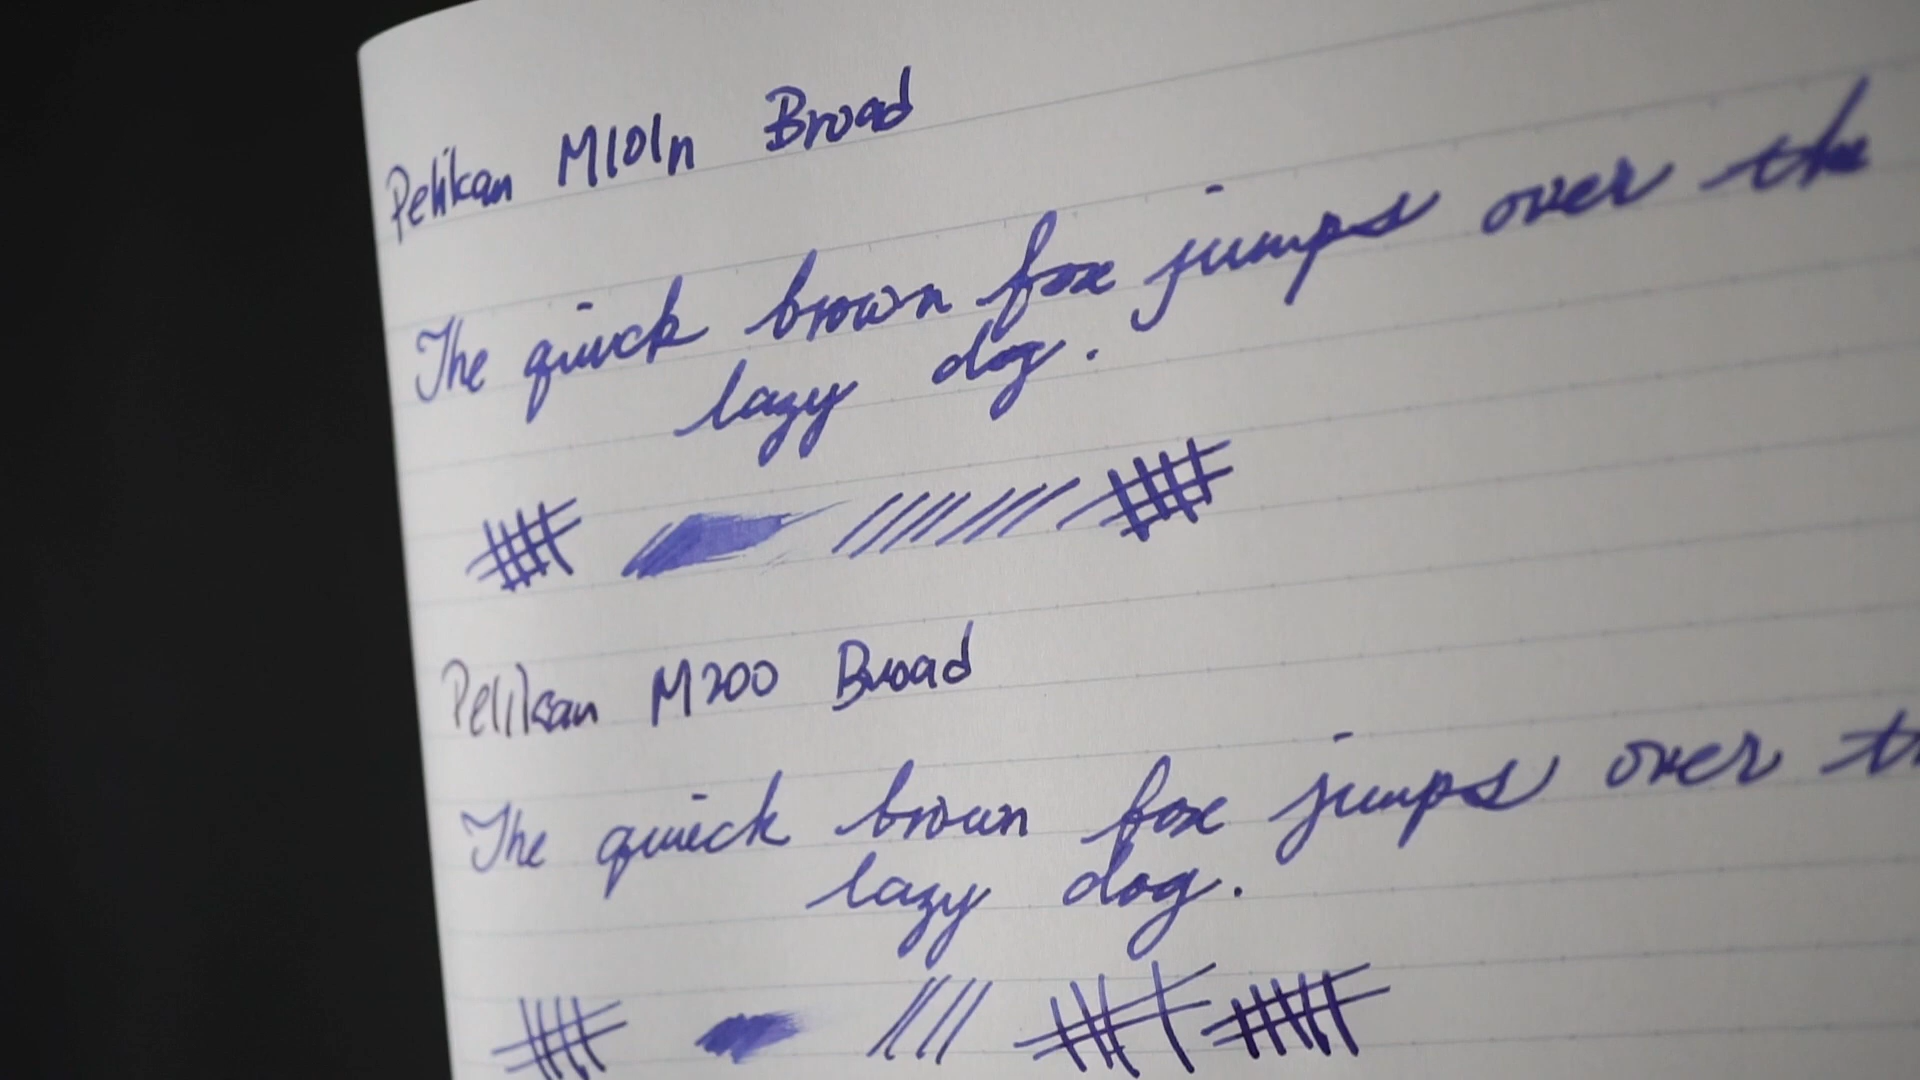 Pelikan M101n Broad
The quick brown fox jumps over the
lazy dog.
Pelikan M200 Broad
The quick brown fox jumps over th
lazy dog.